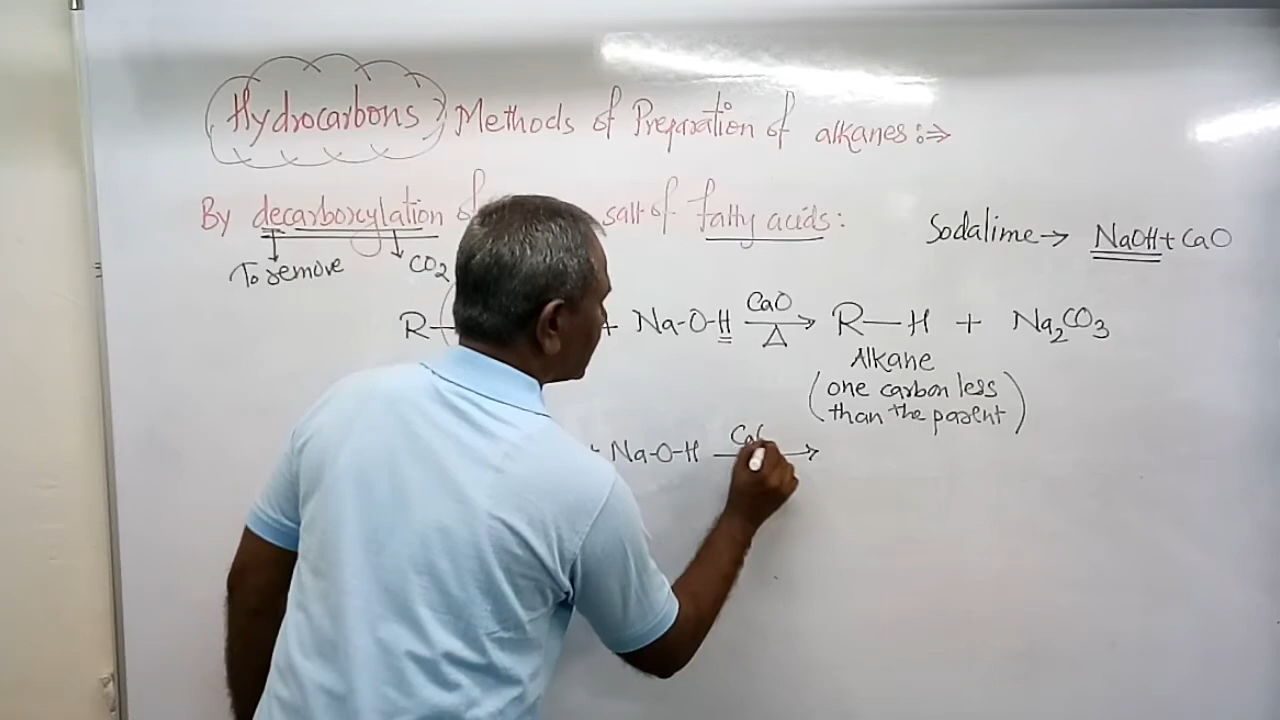 Hydrocarbons Methods of Preparation of alkanes :⇒
By decarboxylation of salt of fatty acids:
Sodalime → NaOH + CaO
To remove CO2
R— + Na-O-H CaO Δ → R—H + Na2CO3
Alkane
(one carbon less
than the parent)
+ Na-O-H Ca →